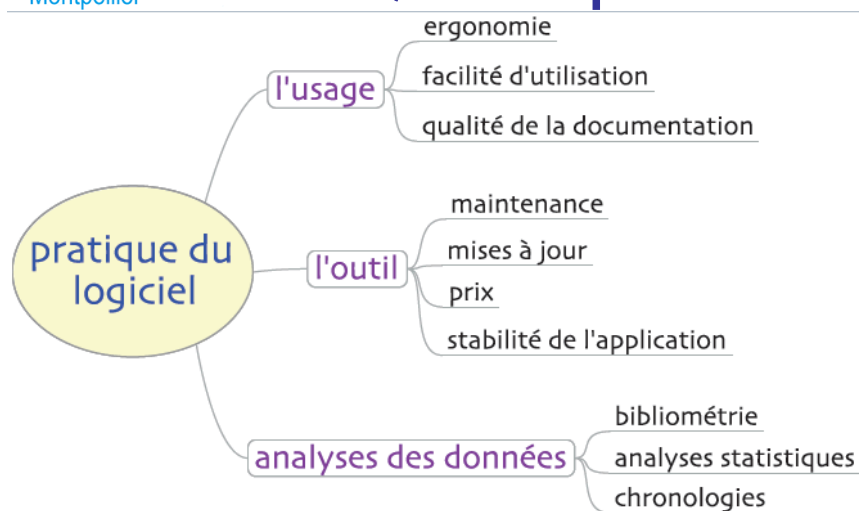 Montpellier
ergonomie
l'usage
facilité d'utilisation
qualité de la documentation
maintenance
pratique du
logiciel
l'outil
mises à jour
prix
stabilité de l'application
bibliométrie
analyses des données
analyses statistiques
chronologies